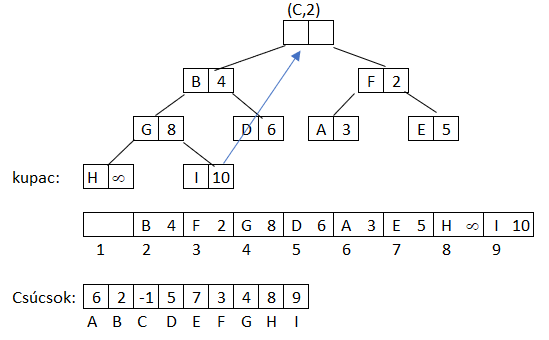 (C,2)
B 4 F 2
G 8 D 6 A 3 E 5
kupac: H ∞ I 10
B 4 F 2 G 8 D 6 A 3 E 5 H ∞ I 10
1 2 3 4 5 6 7 8 9
Csúcsok: 6 2 -1 5 7 3 4 8 9
A B C D E F G H I